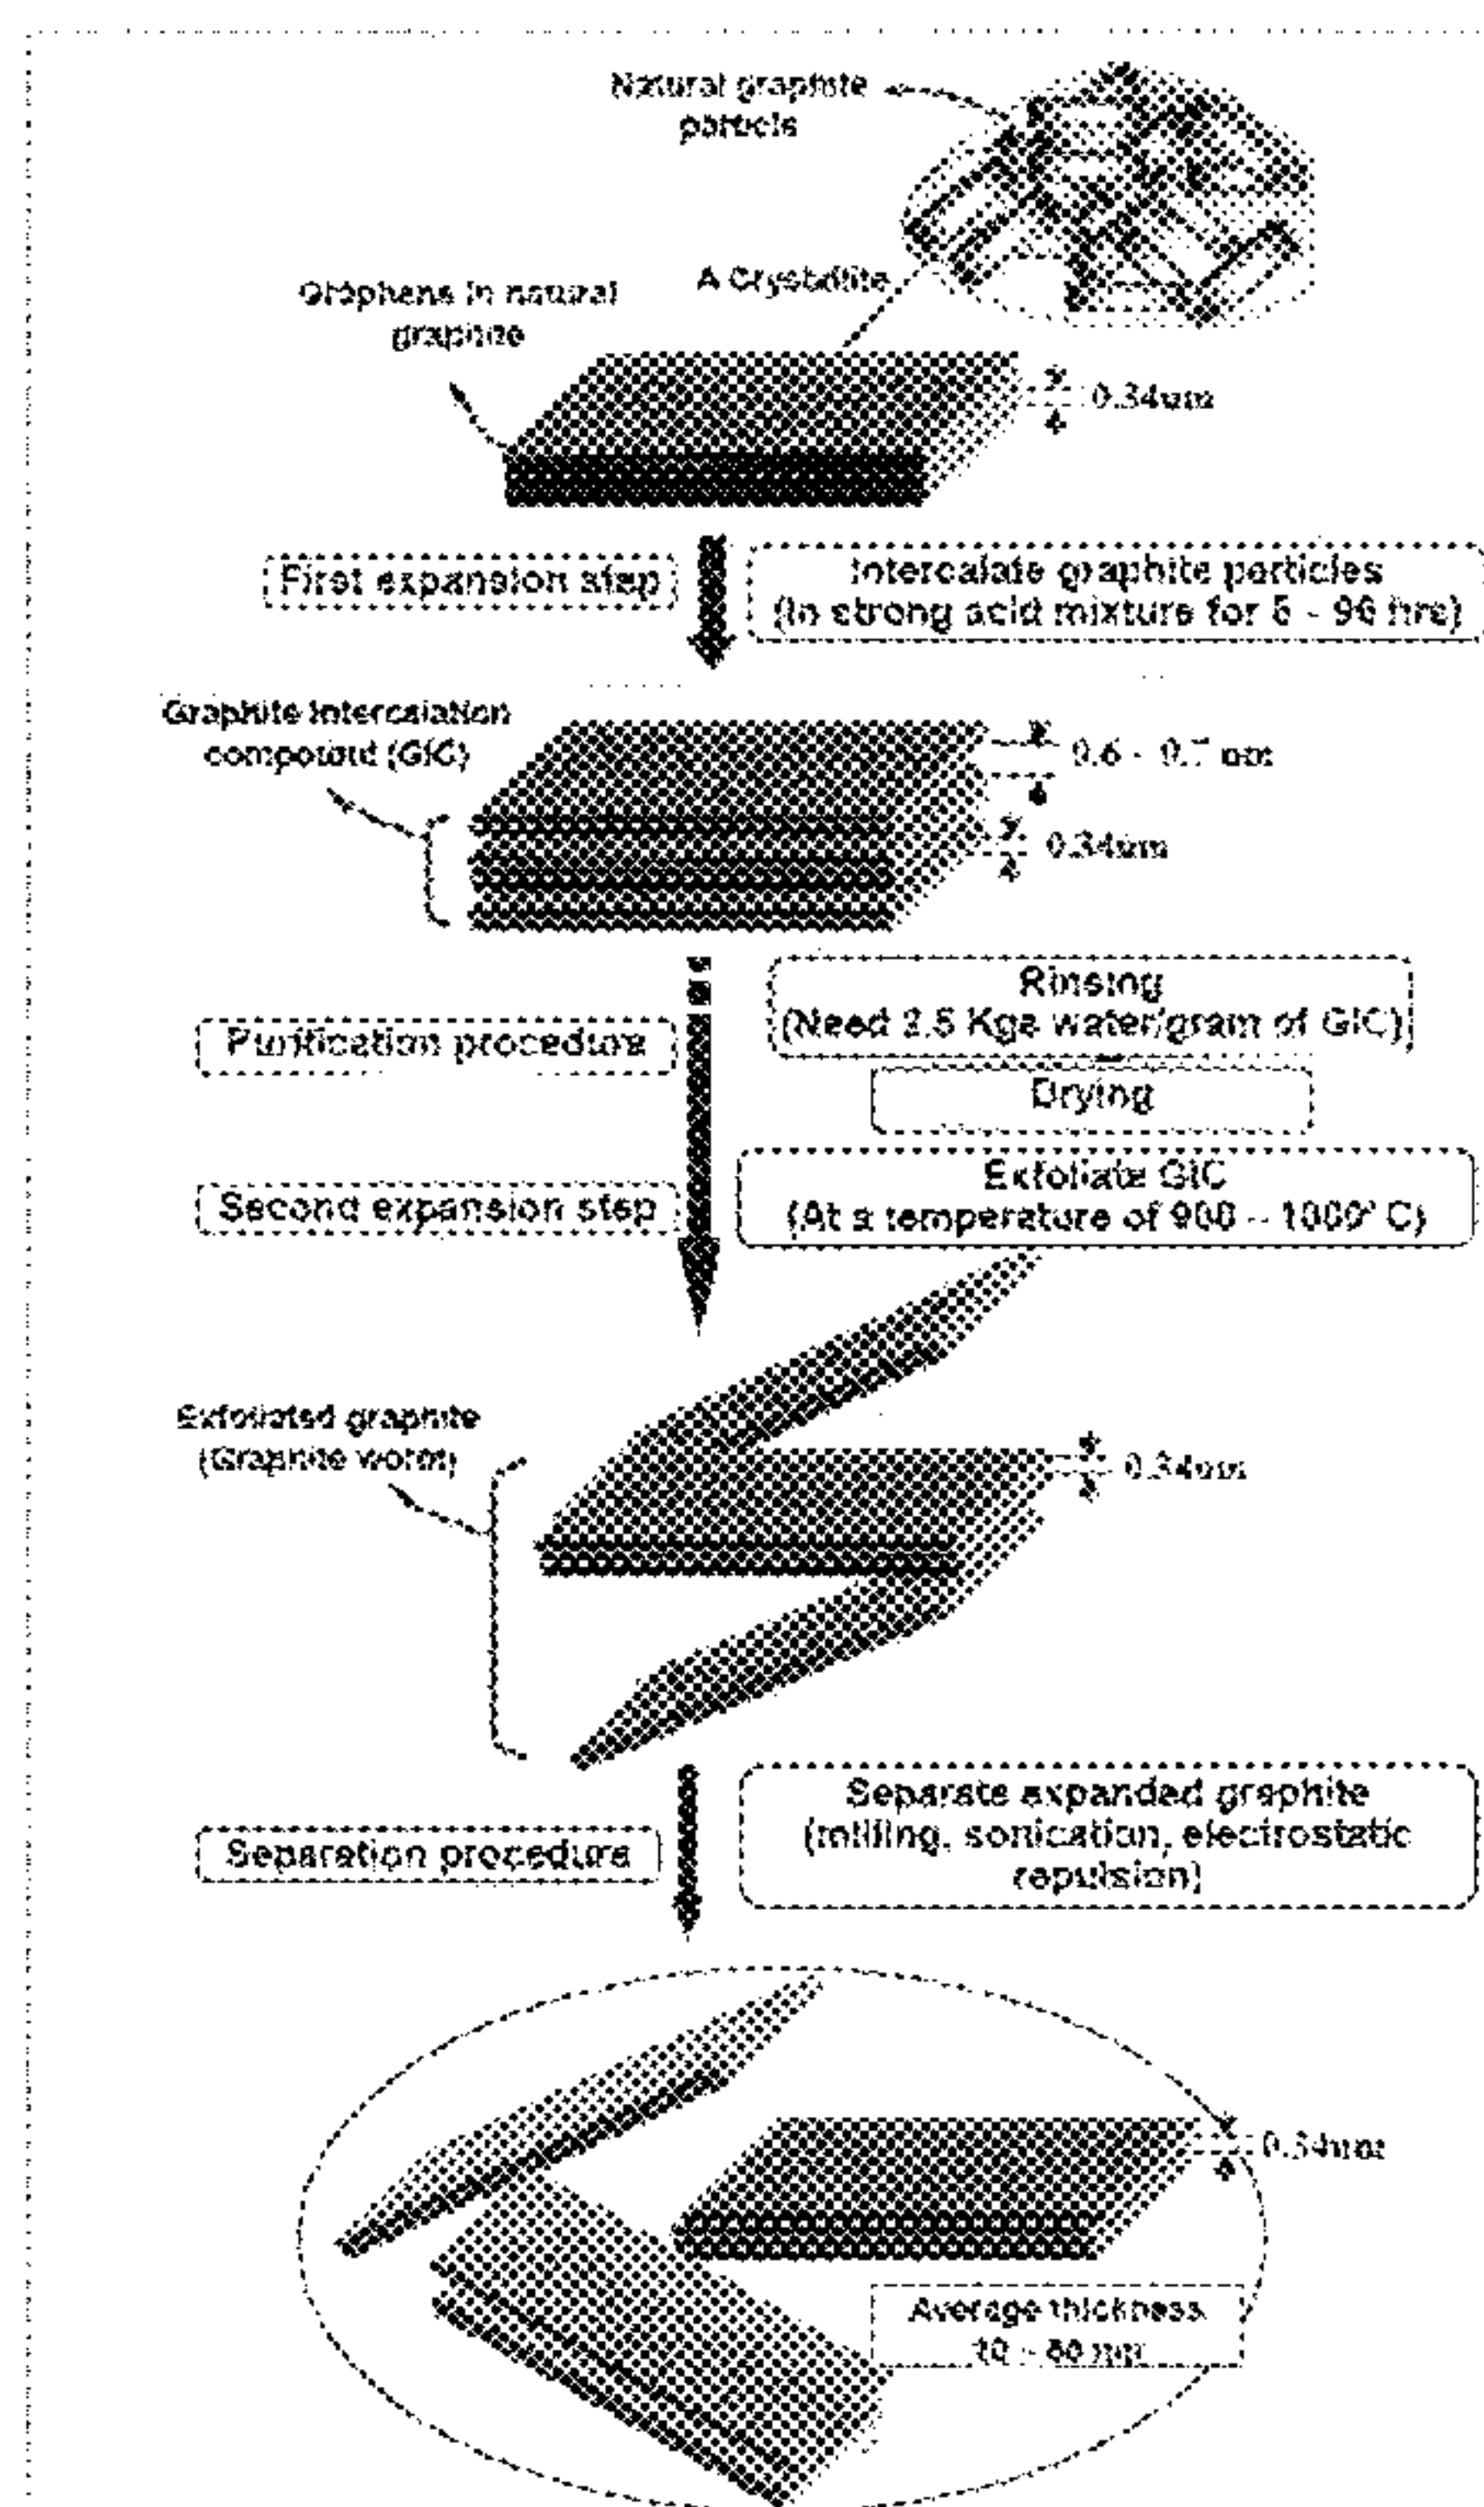 Natural graphite
particle
A Crystallite
Graphene in natural
graphite
0.34nm
First expansion step
Intercalate graphite particles
(In strong acid mixture for 5 - 96 hrs)
Graphite intercalation
compound (GIC)
0.6 - 0.7 nm
0.34nm
Rinsing
(Need 2.5 Kgs water/gram of GIC)
Purification procedure
Drying
Exfoliate GIC
Second expansion step
(At a temperature of 900 - 1000° C)
Exfoliated graphite
(Graphite worm)
0.34nm
Separate expanded graphite
(milling, sonication, electrostatic
repulsion)
Separation procedure
0.34nm
Average thickness
nm